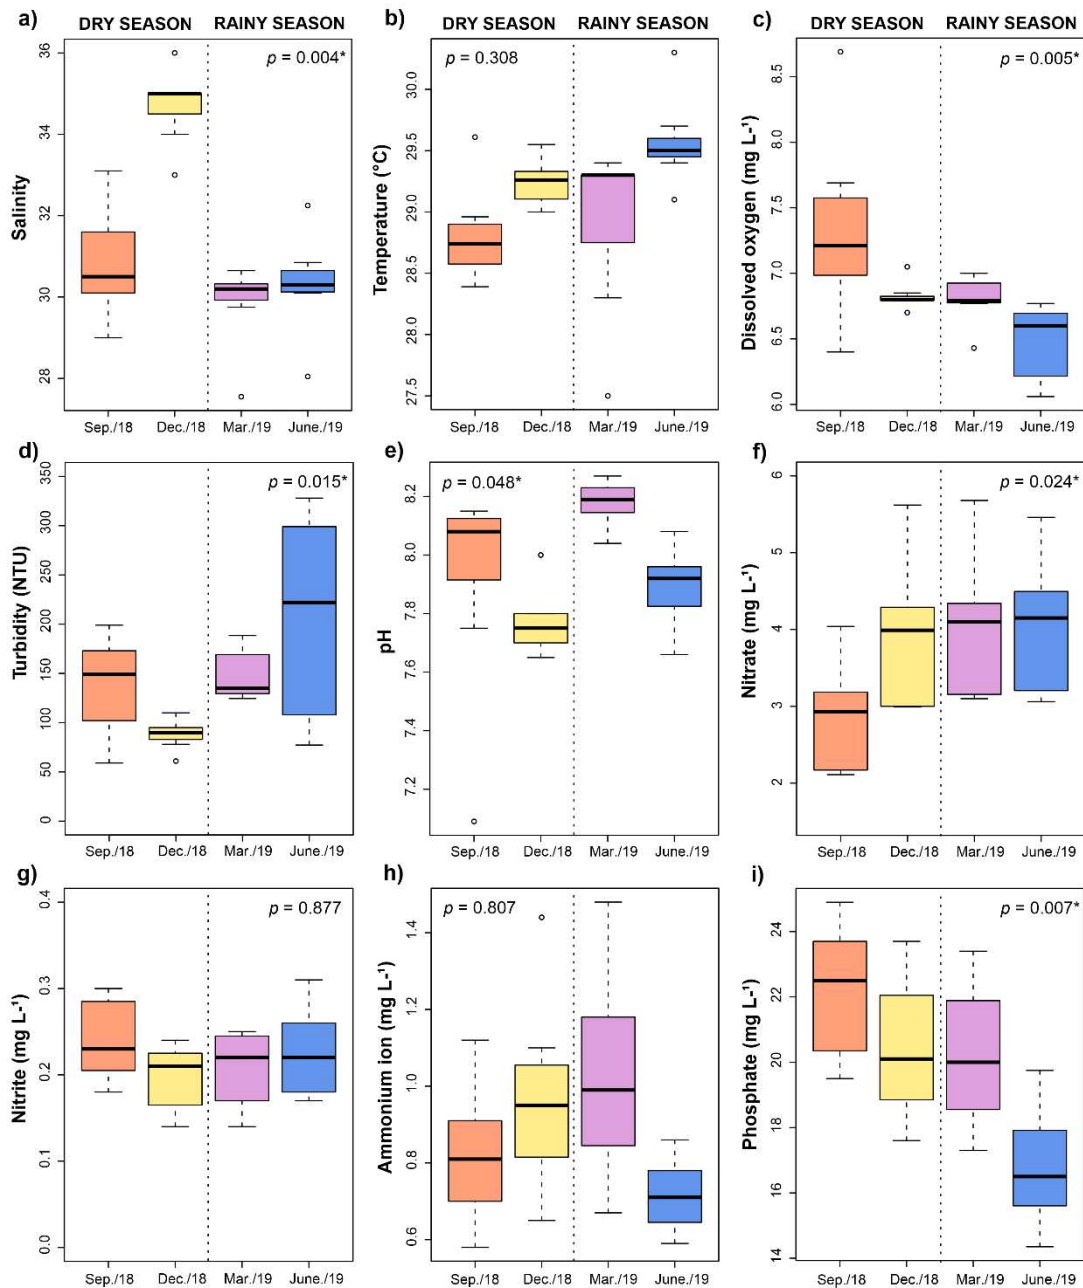 a) DRY SEASON RAINY SEASON
p = 0.004*
Salinity
36
34
32
30
28
Sep./18 Dec./18 Mar./19 June./19
b)
p = 0.308
Temperature (°C)
30.0
29.5
29.0
28.5
28.0
27.5
Sep./18 Dec./18 Mar./19 June./19
c) DRY SEASON RAINY SEASON
p = 0.005*
Dissolved oxygen (mg L-¹)
8.5
8.0
7.5
7.0
6.5
6.0
Sep./18 Dec./18 Mar./19 June./19
d)
p = 0.015*
Turbidity (NTU)
350
300
250
200
150
100
50
0
Sep./18 Dec./18 Mar./19 June./19
e)
p = 0.048*
pH
8.2
8.0
7.8
7.6
7.4
7.2
Sep./18 Dec./18 Mar./19 June./19
f)
p = 0.024*
Nitrate (mg L-¹)
6
5
4
3
2
Sep./18 Dec./18 Mar./19 June./19
g)
p = 0.877
Nitrite (mg L-¹)
0.4
0.3
0.2
0.1
0.0
Sep./18 Dec./18 Mar./19 June./19
h)
p = 0.807
Ammonium ion (mg L-¹)
1.4
1.2
1.0
0.8
0.6
Sep./18 Dec./18 Mar./19 June./19
i)
p = 0.007*
Phosphate (mg L-¹)
24
22
20
18
16
14
Sep./18 Dec./18 Mar./19 June./19